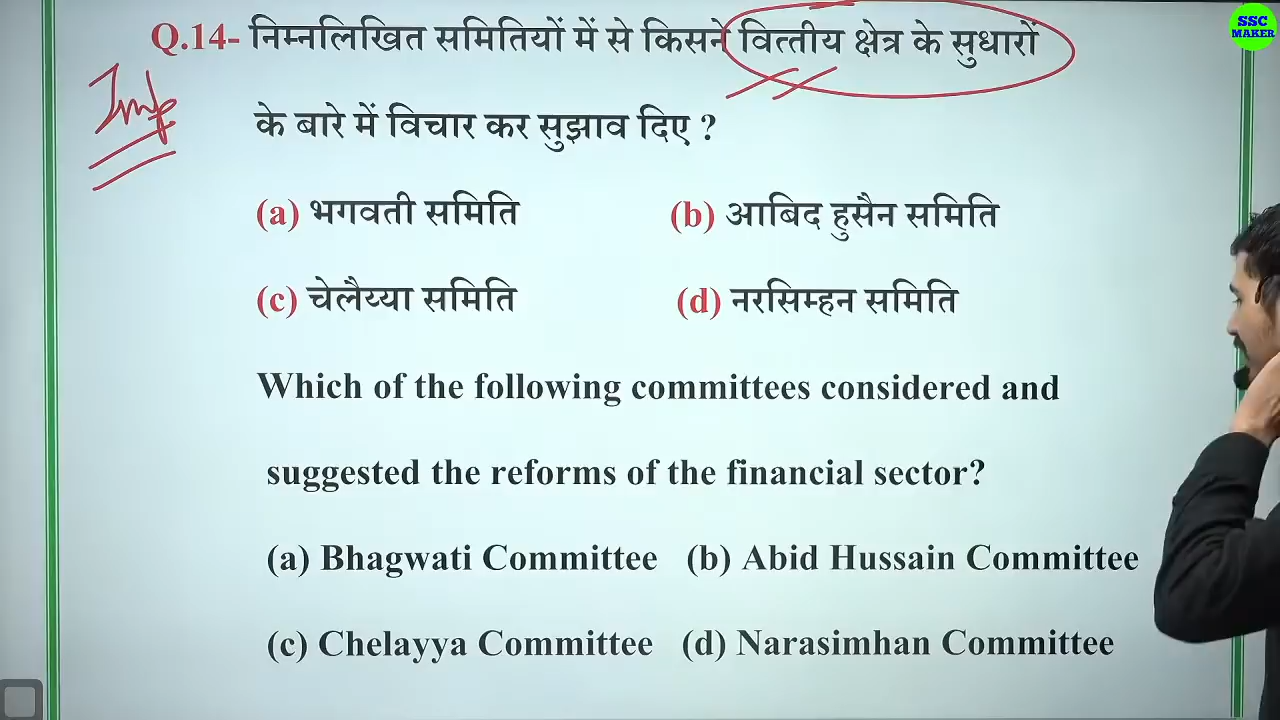 SSC
MAKER
Q.14- निम्नलिखित समितियों में से किसने वित्तीय क्षेत्र के सुधारों
Imp
के बारे में विचार कर सुझाव दिए ?
(a) भगवती समिति (b) आबिद हुसैन समिति
(c) चेलैय्या समिति (d) नरसिम्हन समिति
Which of the following committees considered and
suggested the reforms of the financial sector?
(a) Bhagwati Committee (b) Abid Hussain Committee
(c) Chelayya Committee (d) Narasimhan Committee